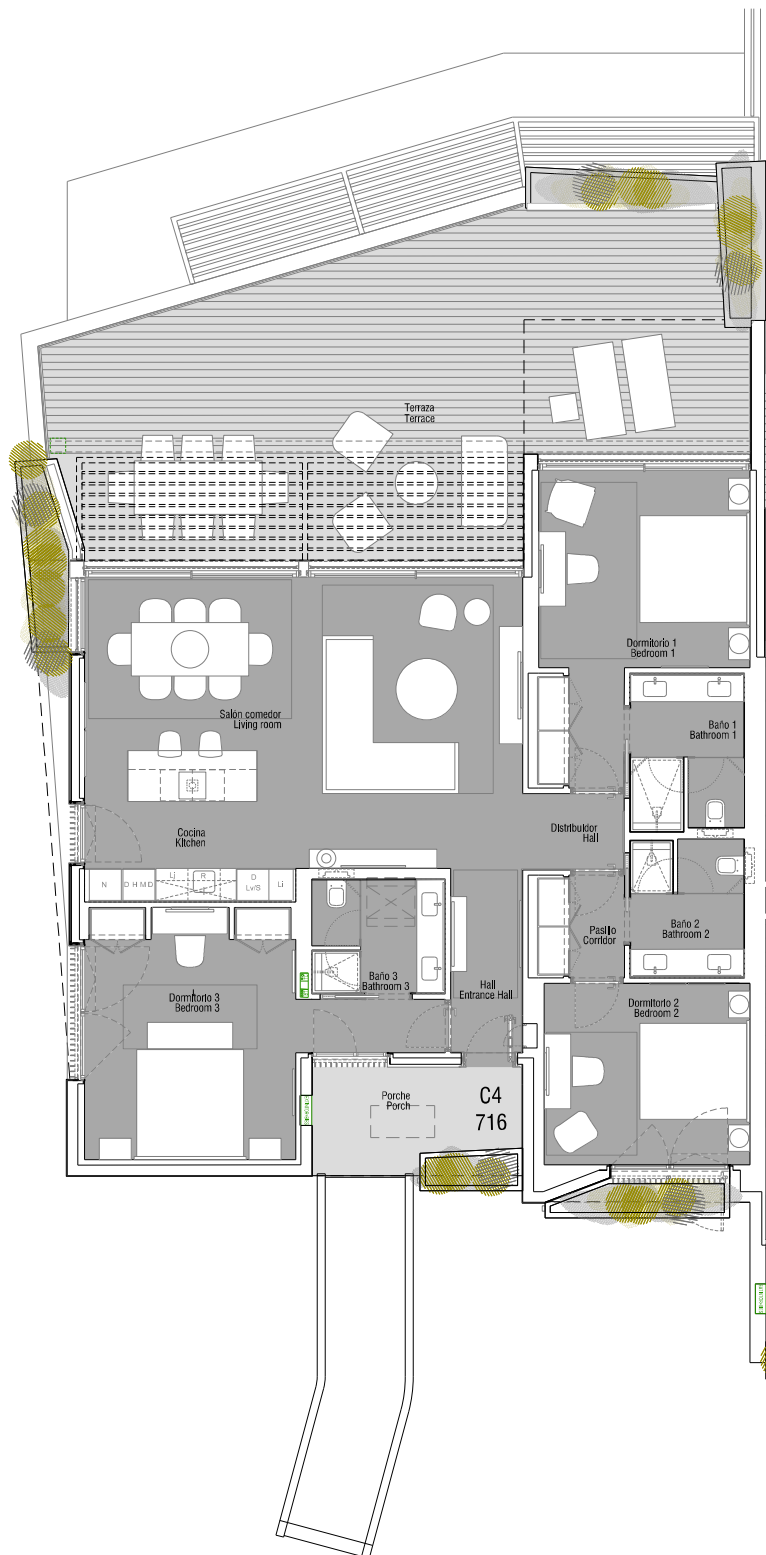 Terraza
Terrace
Dormitorio 1
Bedroom 1
Salón comedor
Living room
Baño 1
Bathroom 1
Cocina
Kitchen
Distribuidor
Hall
N
D H M D
Li
R
D
Lv/S
Li
Baño 2
Bathroom 2
Pasillo
Corridor
Baño 3
Bathroom 3
Hall
Entrance Hall
Dormitorio 3
Bedroom 3
Dormitorio 2
Bedroom 2
Porche
Porch
C4
716